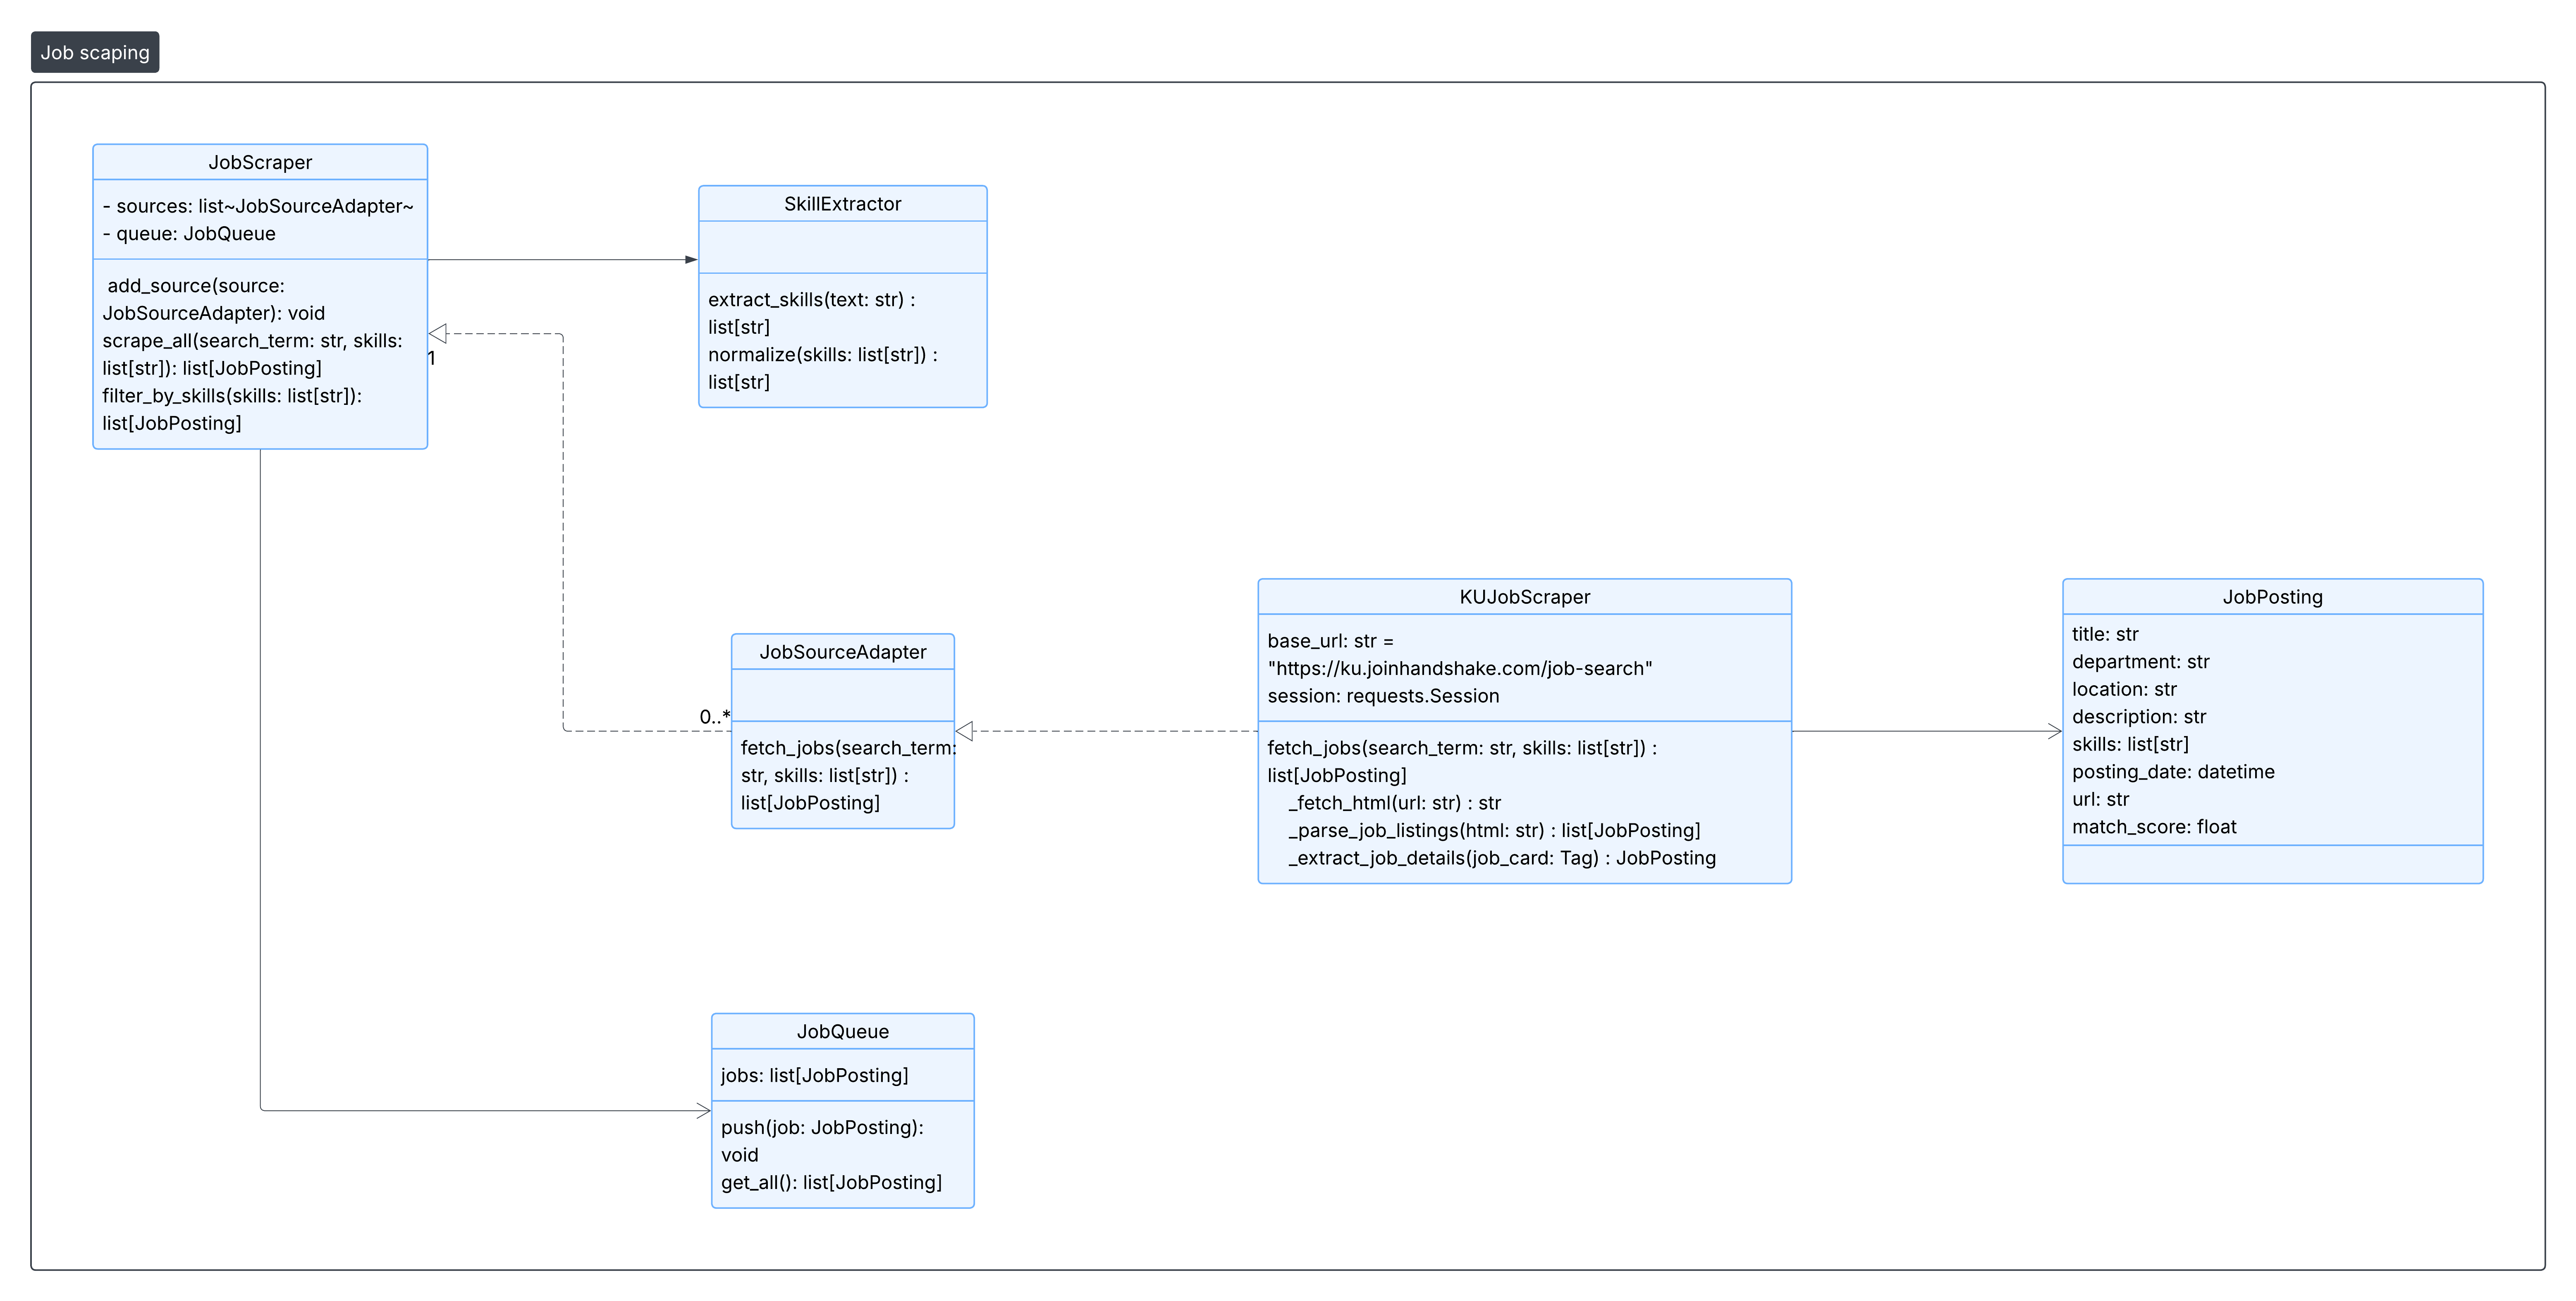 Job scaping
JobScraper
- sources: list~JobSourceAdapter~
- queue: JobQueue
add_source(source:
JobSourceAdapter): void
scrape_all(search_term: str, skills:
list[str]): list[JobPosting]
filter_by_skills(skills: list[str]):
list[JobPosting]
1
SkillExtractor
extract_skills(text: str) :
list[str]
normalize(skills: list[str]) :
list[str]
0..*
JobSourceAdapter
fetch_jobs(search_term:
str, skills: list[str]) :
list[JobPosting]
KUJobScraper
base_url: str =
"https://ku.joinhandshake.com/job-search"
session: requests.Session
fetch_jobs(search_term: str, skills: list[str]) :
list[JobPosting]
_fetch_html(url: str) : str
_parse_job_listings(html: str) : list[JobPosting]
_extract_job_details(job_card: Tag) : JobPosting
JobPosting
title: str
department: str
location: str
description: str
skills: list[str]
posting_date: datetime
url: str
match_score: float
JobQueue
jobs: list[JobPosting]
push(job: JobPosting):
void
get_all(): list[JobPosting]